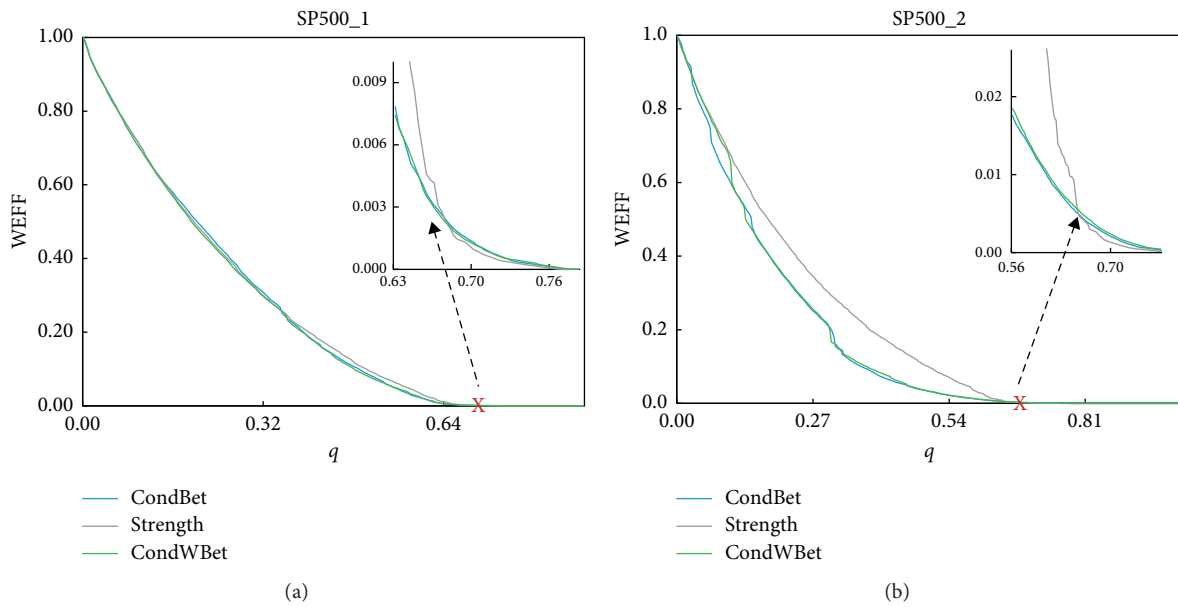 SP500_1
1.00
0.80
0.60
0.40
0.20
0.00
WEFF
0.00
0.32
0.64
q
0.009
0.006
0.003
0.000
0.63
0.70
0.76
X
CondBet
Strength
CondWBet
(a)
SP500_2
1.0
0.8
0.6
0.4
0.2
0.0
WEFF
0.00
0.27
0.54
0.81
q
0.02
0.01
0.00
0.56
0.70
X
CondBet
Strength
CondWBet
(b)